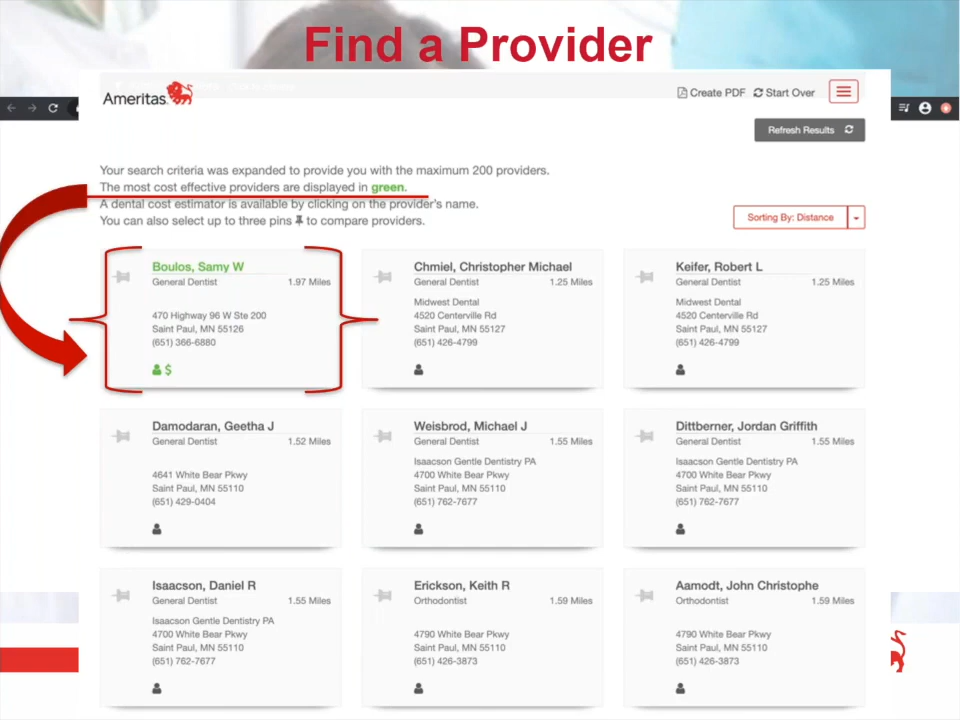 Find a Provider
Ameritas
Create PDF Start Over
Refresh Results
Your search criteria was expanded to provide you with the maximum 200 providers.
The most cost effective providers are displayed in green.
A dental cost estimator is available by clicking on the provider's name.
You can also select up to three pins to compare providers.
Sorting By: Distance
Boulos, Samy W
General Dentist 1.97 Miles
470 Highway 96 W Ste 200
Saint Paul, MN 55126
(651) 366-6880
$
Chmiel, Christopher Michael
General Dentist 1.25 Miles
Midwest Dental
4520 Centerville Rd
Saint Paul, MN 55127
(651) 426-4799
Keifer, Robert L
General Dentist 1.25 Miles
Midwest Dental
4520 Centerville Rd
Saint Paul, MN 55127
(651) 426-4799
Damodaran, Geetha J
General Dentist 1.52 Miles
4641 White Bear Pkwy
Saint Paul, MN 55110
(651) 429-0404
Weisbrod, Michael J
General Dentist 1.55 Miles
Isaacson Gentle Dentistry PA
4700 White Bear Pkwy
Saint Paul, MN 55110
(651) 762-7677
Dittberner, Jordan Griffith
General Dentist 1.55 Miles
Isaacson Gentle Dentistry PA
4700 White Bear Pkwy
Saint Paul, MN 55110
(651) 762-7677
Isaacson, Daniel R
General Dentist 1.55 Miles
Isaacson Gentle Dentistry PA
4700 White Bear Pkwy
Saint Paul, MN 55110
(651) 762-7677
Erickson, Keith R
Orthodontist 1.59 Miles
4790 White Bear Pkwy
Saint Paul, MN 55110
(651) 426-3873
Aamodt, John Christophe
Orthodontist 1.59 Miles
4790 White Bear Pkwy
Saint Paul, MN 55110
(651) 426-3873